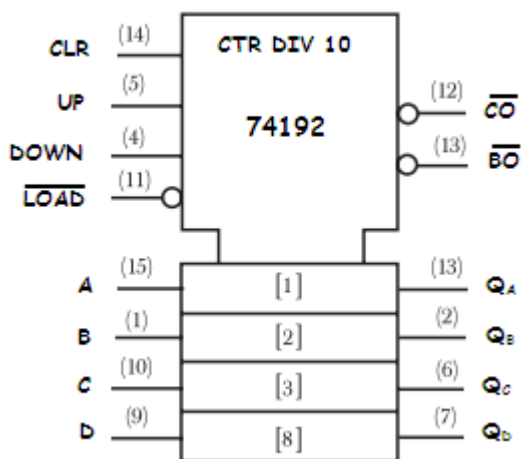 CTR DIV 10
74192
CLR (14)
UP (5)
DOWN (4)
LOAD (11)
(12) CO
(13) BO
A (15) [1] (13) QA
B (1) [2] (2) QB
C (10) [3] (6) QC
D (9) [8] (7) QD